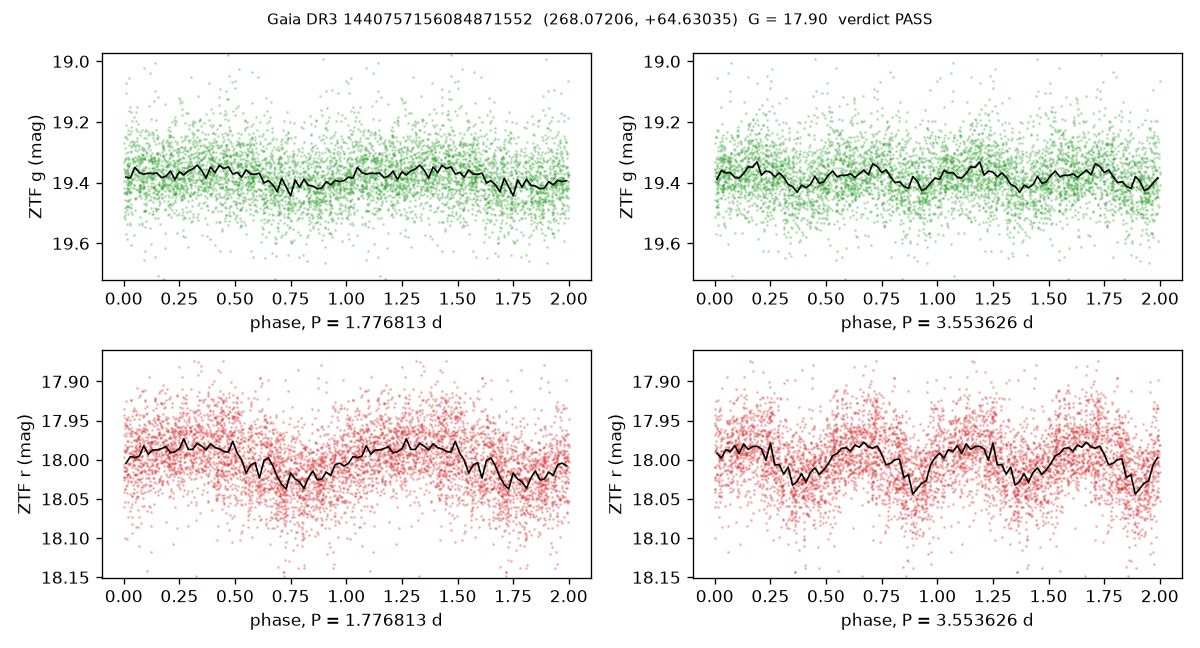 Gaia DR3 1440757156084871552 (268.07206, +64.63035) G = 17.90 verdict PASS
ZTF g (mag)
19.0
19.2
19.4
19.6
0.00 0.25 0.50 0.75 1.00 1.25 1.50 1.75 2.00
phase, P = 1.776813 d
ZTF g (mag)
19.0
19.2
19.4
19.6
0.00 0.25 0.50 0.75 1.00 1.25 1.50 1.75 2.00
phase, P = 3.553626 d
ZTF r (mag)
17.90
17.95
18.00
18.05
18.10
18.15
0.00 0.25 0.50 0.75 1.00 1.25 1.50 1.75 2.00
phase, P = 1.776813 d
ZTF r (mag)
17.90
17.95
18.00
18.05
18.10
18.15
0.00 0.25 0.50 0.75 1.00 1.25 1.50 1.75 2.00
phase, P = 3.553626 d